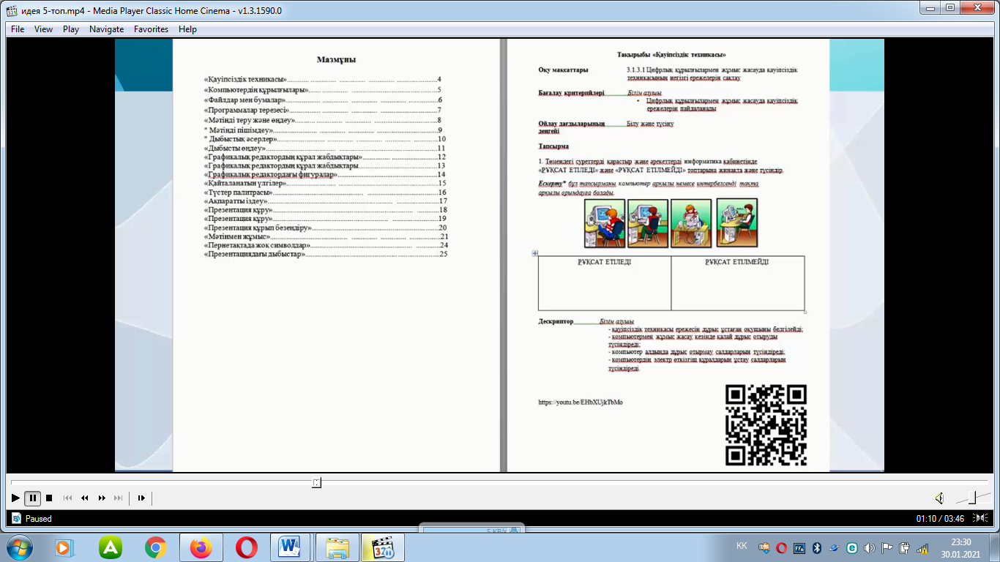 идея 5-топ.mp4 - Media Player Classic Home Cinema - v1.3.1590.0
File View Play Navigate Favorites Help
Мазмұны
«Қауіпсіздік техникасы»................................................4
«Компьютердің құрылғылары»................................................5
«Файлдар мен бумалар»................................................6
«Программалар терезесі»................................................7
«Мәтінді теру және өңдеу»................................................8
* Мәтінді пішімдеу»................................................9
* Дыбыстық әсерлер»................................................10
«Дыбысты өңдеу»................................................11
«Графикалық редактордың құрал жабдықтары»................................12
«Графикалық редактордың құрал жабдықтары................................13
«Графикалық редактордағы фигуралар»................................14
«Қайталанатын үлгілер»................................................15
«Түстер палитрасы»................................................16
«Ақпаратты іздеу»................................................17
«Презентация құру»................................................18
«Презентация құру»................................................19
«Презентация құрып безендіру»................................................20
«Мәтінмен жұмыс»................................................21
«Пернетақтада жоқ символдар»................................................24
«Презентациядағы дыбыстар»................................................25
Тақырыбы «Қауіпсіздік техникасы»
Оқу мақсаттары 3.1.3.1 Цифрлық құрылғылармен жұмыс жасауда қауіпсіздік
техникасының негізгі ережелерін сақтау
Бағалау критерийлері Білім алушы
• Цифрлық құрылғылармен жұмыс жасауда қауіпсіздік
ережелерін пайдаланады
Ойлау дағдыларының Білу және түсіну
деңгейі
Тапсырма
1. Төмендегі суреттерді қарастыр және әрекеттерді информатика кабинетінде
«РҰҚСАТ ЕТІЛЕДІ» және «РҰҚСАТ ЕТІЛМЕЙДІ» топтарына жинақта және түсіндір.
Ескерту* бұл тапсырманы компьютер арқылы немесе интербелсенді тақта
арқылы орындауға болады.
РҰҚСАТ ЕТІЛЕДІ РҰҚСАТ ЕТІЛМЕЙДІ
Дескриптор Білім алушы
- қауіпсіздік техникасы ережесін дұрыс ұстаған оқушыны белгілейді;
- компьютермен жұмыс жасау кезінде қалай дұрыс отыруды
түсіндіреді;
- компьютер алдында дұрыс отырмау салдарларын түсіндіреді;
- компьютердің электр өткізгіш құралдарын ұстау салдарларын
түсіндіреді.
https://youtu.be/EHbXUjkTbMo
Paused 01:10 / 03:46
KK
23:30
30.01.2021